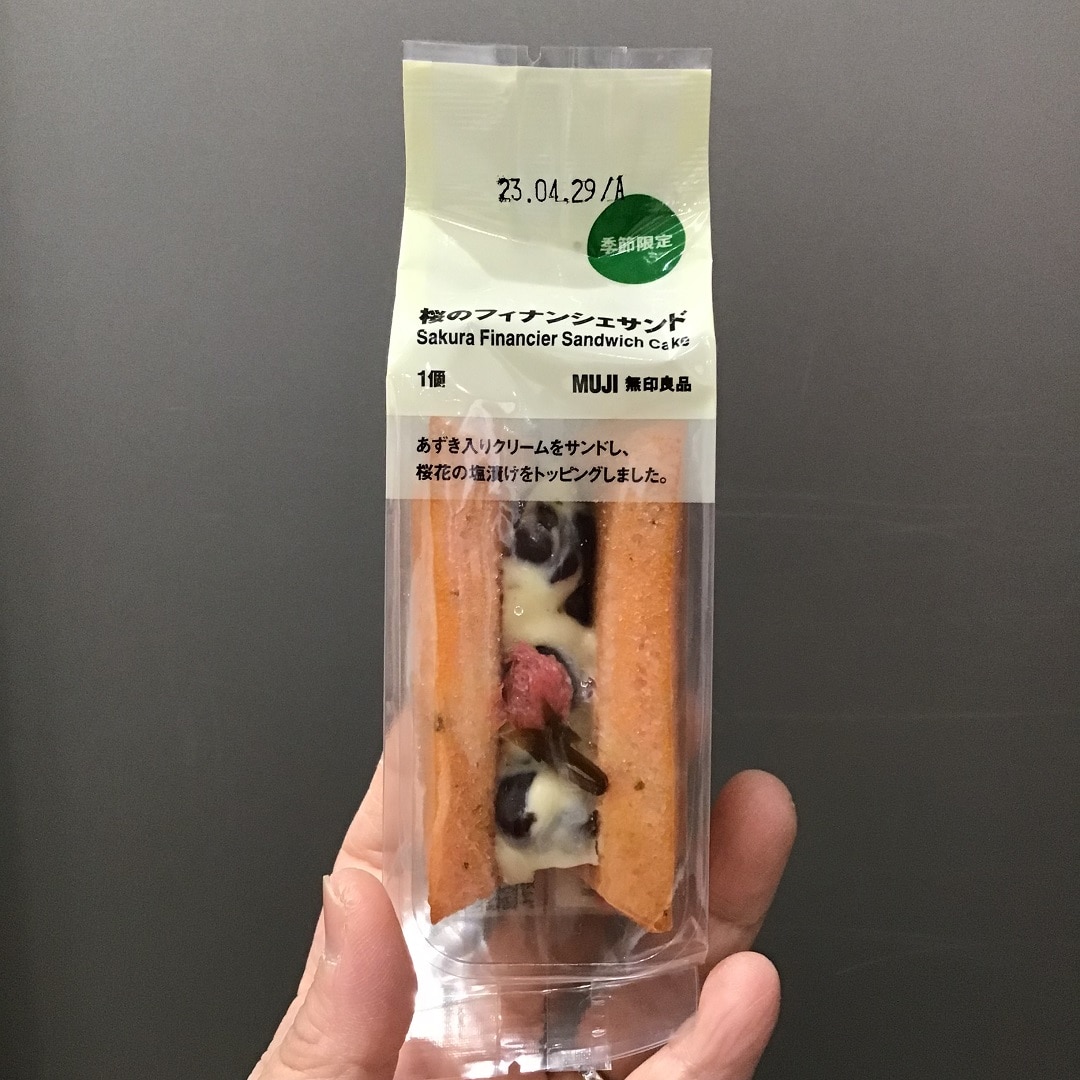 23.04.29/A
季節限定
桜のフィナンシェサンド
Sakura Financier Sandwich Cake
1個
MUJI 無印良品
あずき入りクリームをサンドし、
桜花の塩漬けをトッピングしました。